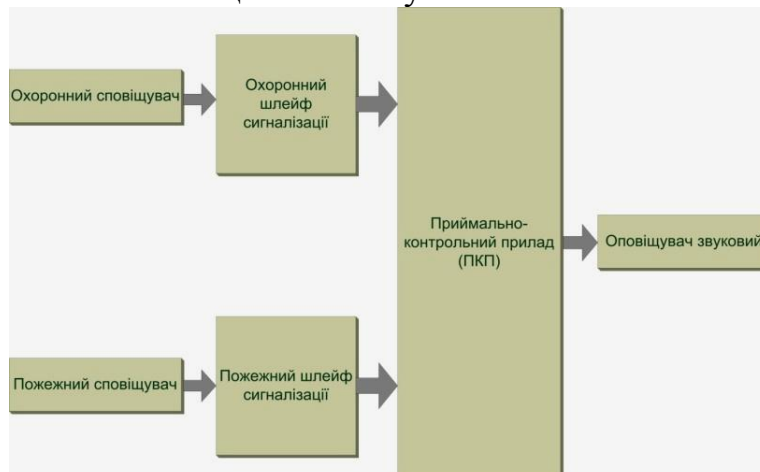 Охоронний сповіщувач
Охоронний
шлейф
сигналізації
Приймально-
контрольний прилад
(ПКП)
Оповіщувач звуковий
Пожежний сповіщувач
Пожежний шлейф
сигналізації